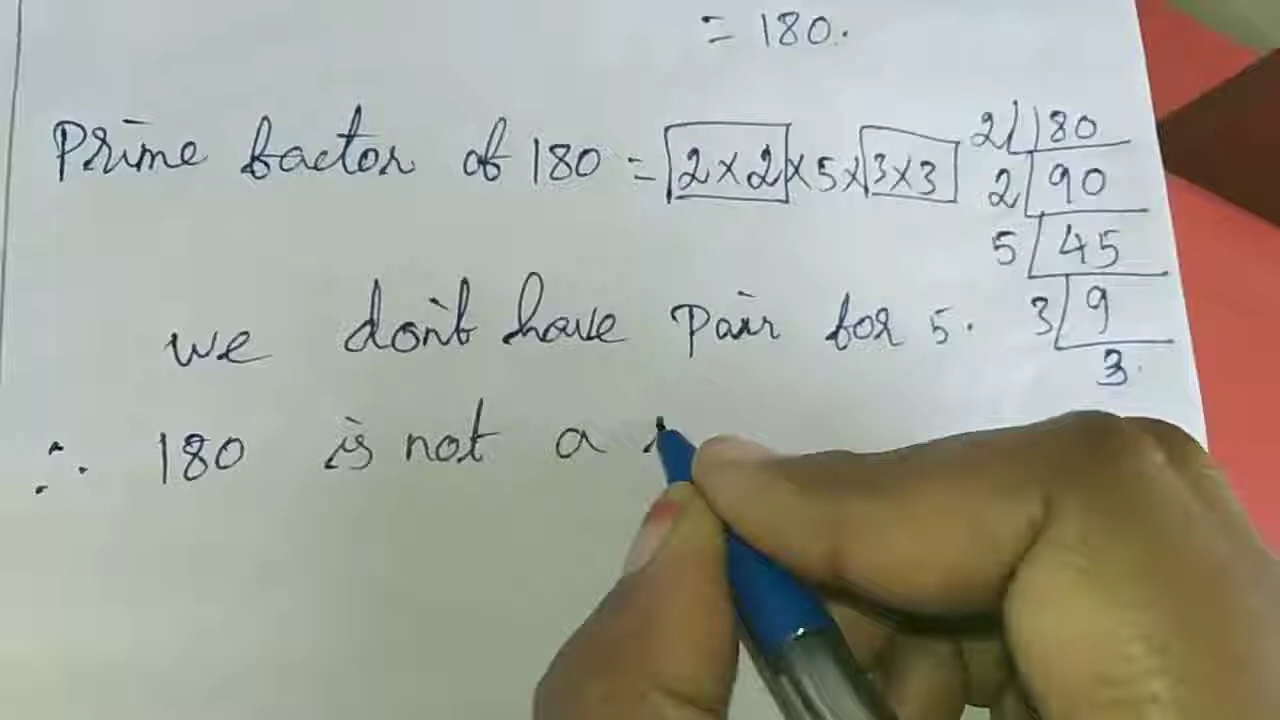 = 180.
Prime factor of 180 = 2 × 2 × 5 × 3 × 3
2 180
2 90
5 45
3 9
3.
we don't have pair for 5.
∴ 180 is not a